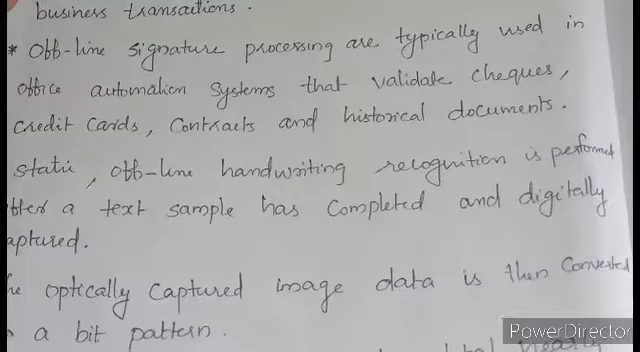 business transactions.
* Off-line signature processing are typically used in
office automation systems that validate cheques,
credit cards, contracts and historical documents.
static, off-line handwriting recognition is performed
after a text sample has completed and digitally
captured.
optically captured image data is then converted
a bit pattern.
PowerDirector